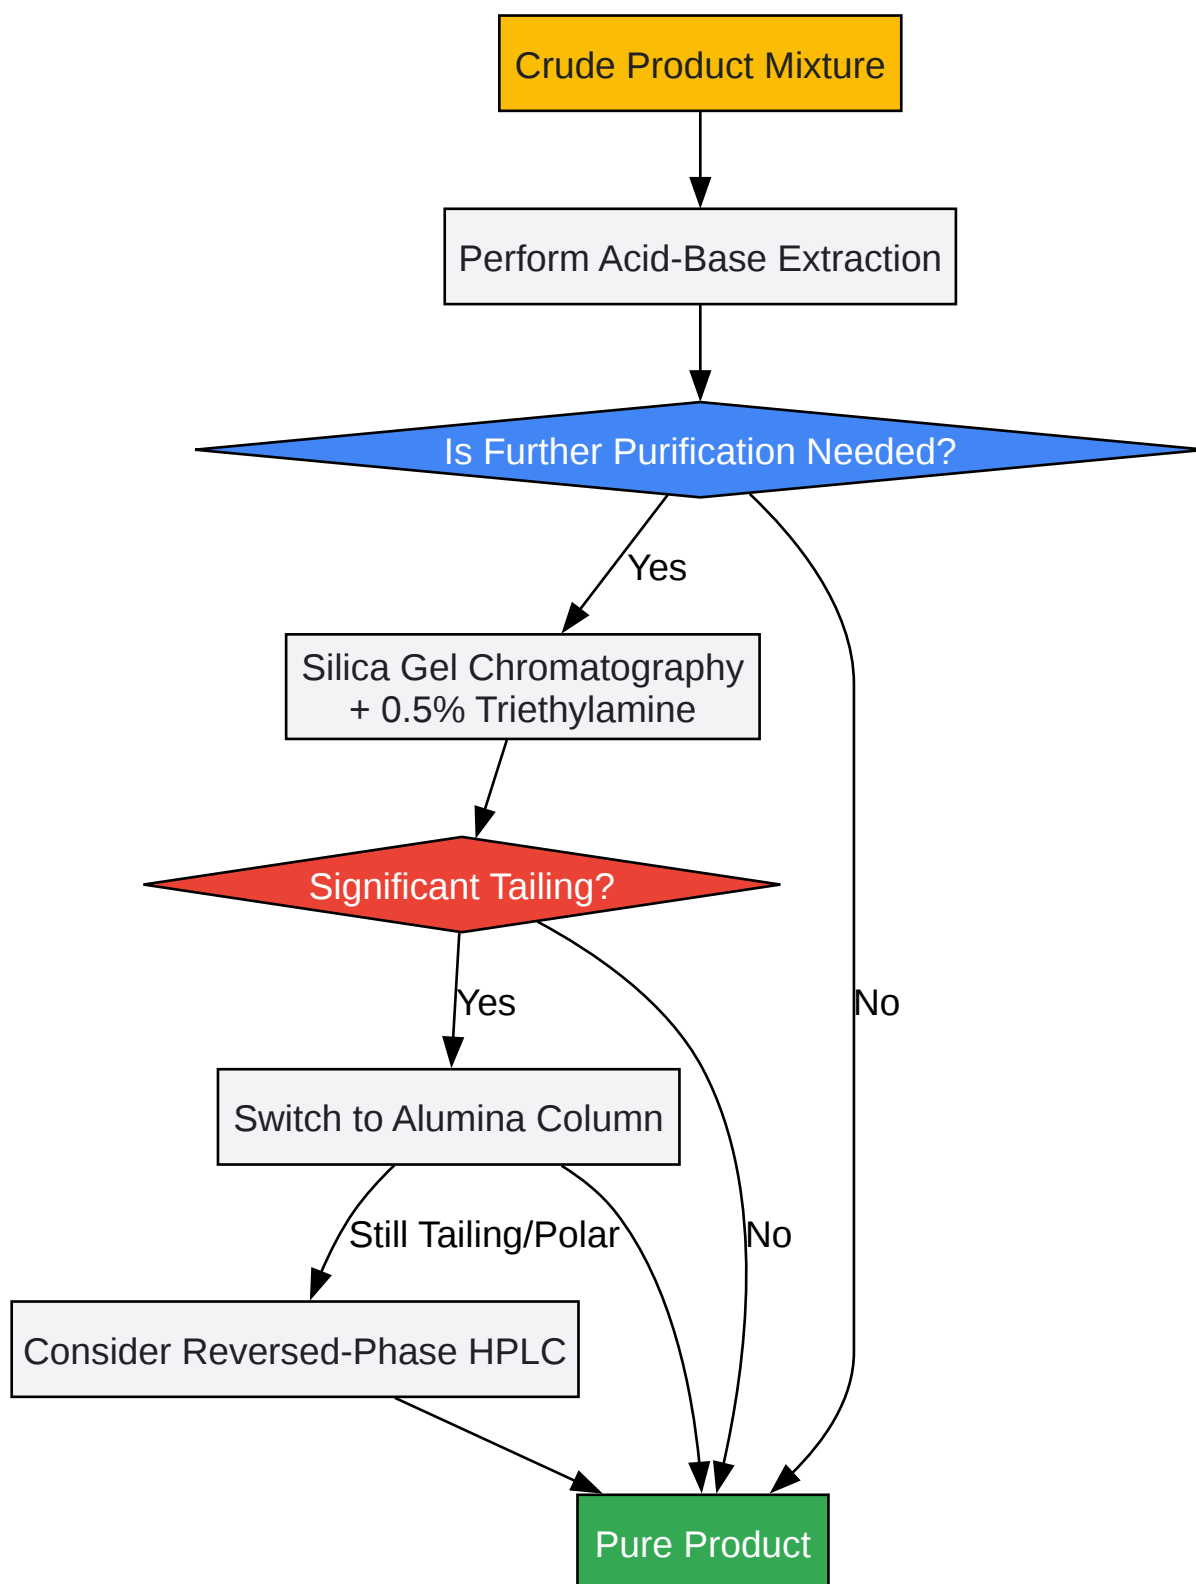 Crude Product Mixture
Perform Acid-Base Extraction
Is Further Purification Needed?
Yes
Silica Gel Chromatography
+ 0.5% Triethylamine
Significant Tailing?
Yes
No
Switch to Alumina Column
Still Tailing/Polar
No
Consider Reversed-Phase HPLC
Pure Product